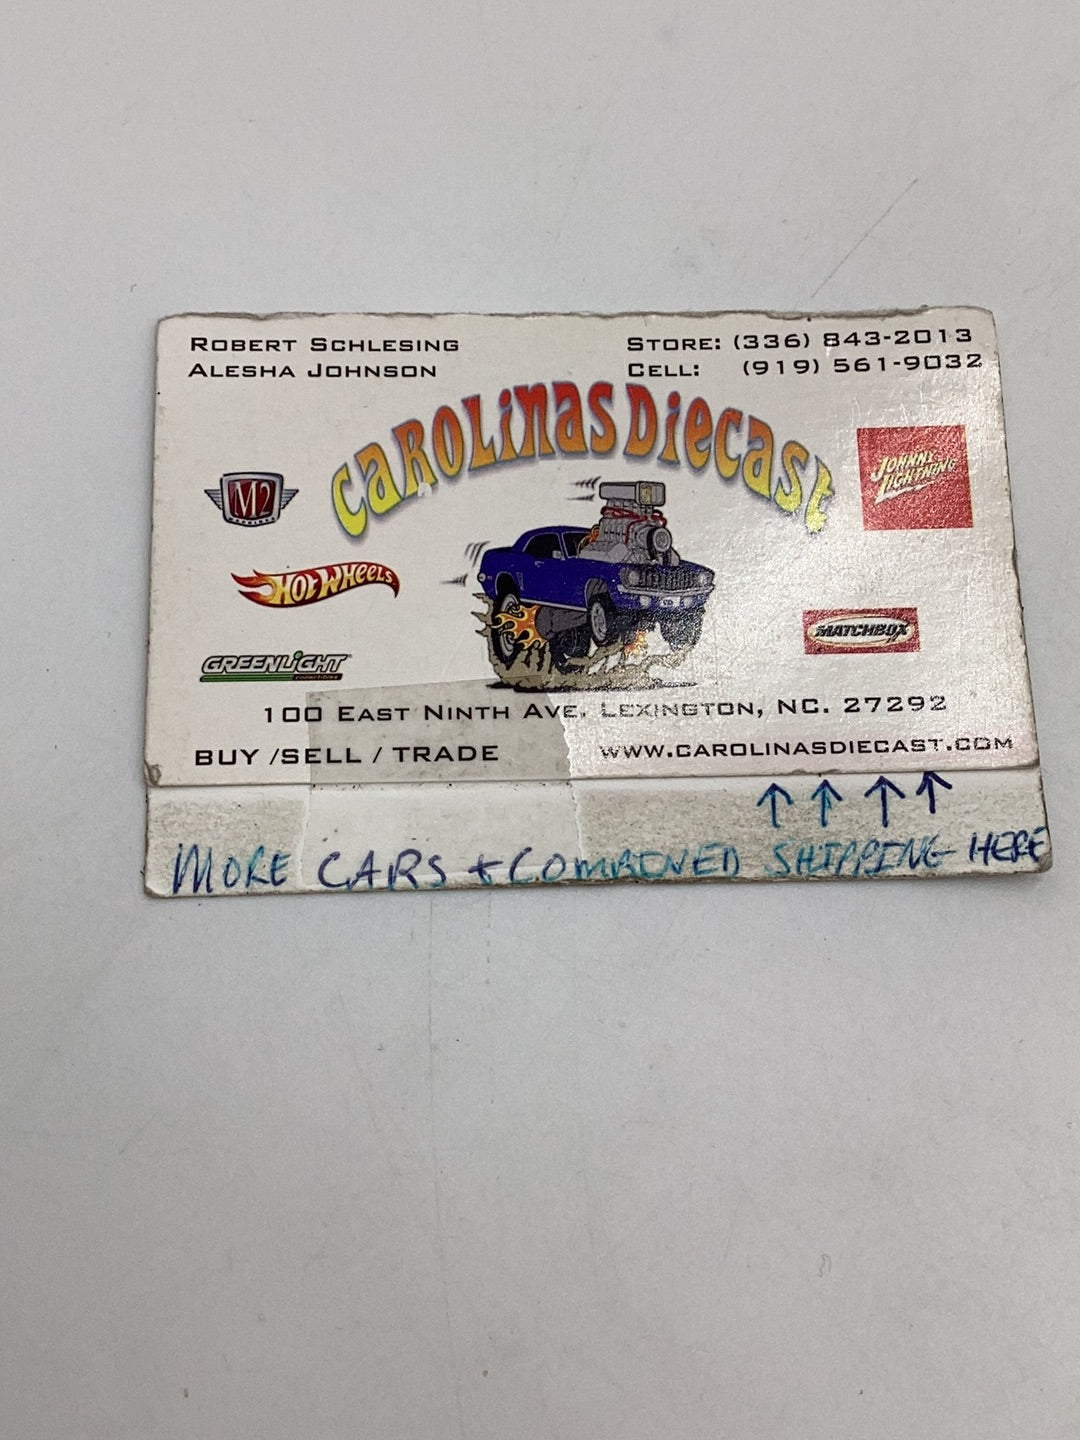 ROBERT SCHLESING
ALESHA JOHNSON
STORE: (336) 843-2013
CELL: (919) 561-9032
CAROLINAS DIECAST
M2
MACHINES
JOHNNY
LIGHTNING
HOT WHEELS
MATCHBOX
GREENLIGHT
collectibles
100 EAST NINTH AVE. LEXINGTON, NC. 27292
BUY /SELL / TRADE
WWW.CAROLINASDIECAST.COM
↑ ↑ ↑ ↑
MORE CARS + COMBINED SHIPPING HERE